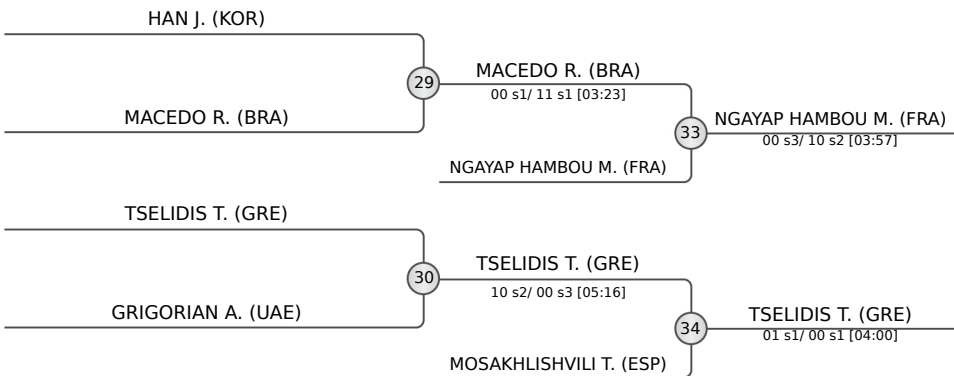 HAN J. (KOR)
29
MACEDO R. (BRA)
00 s1/ 11 s1 [03:23]
MACEDO R. (BRA)
33
NGAYAP HAMBOU M. (FRA)
00 s3/ 10 s2 [03:57]
NGAYAP HAMBOU M. (FRA)
TSELIDIS T. (GRE)
30
TSELIDIS T. (GRE)
10 s2/ 00 s3 [05:16]
GRIGORIAN A. (UAE)
34
TSELIDIS T. (GRE)
01 s1/ 00 s1 [04:00]
MOSAKHLISHVILI T. (ESP)